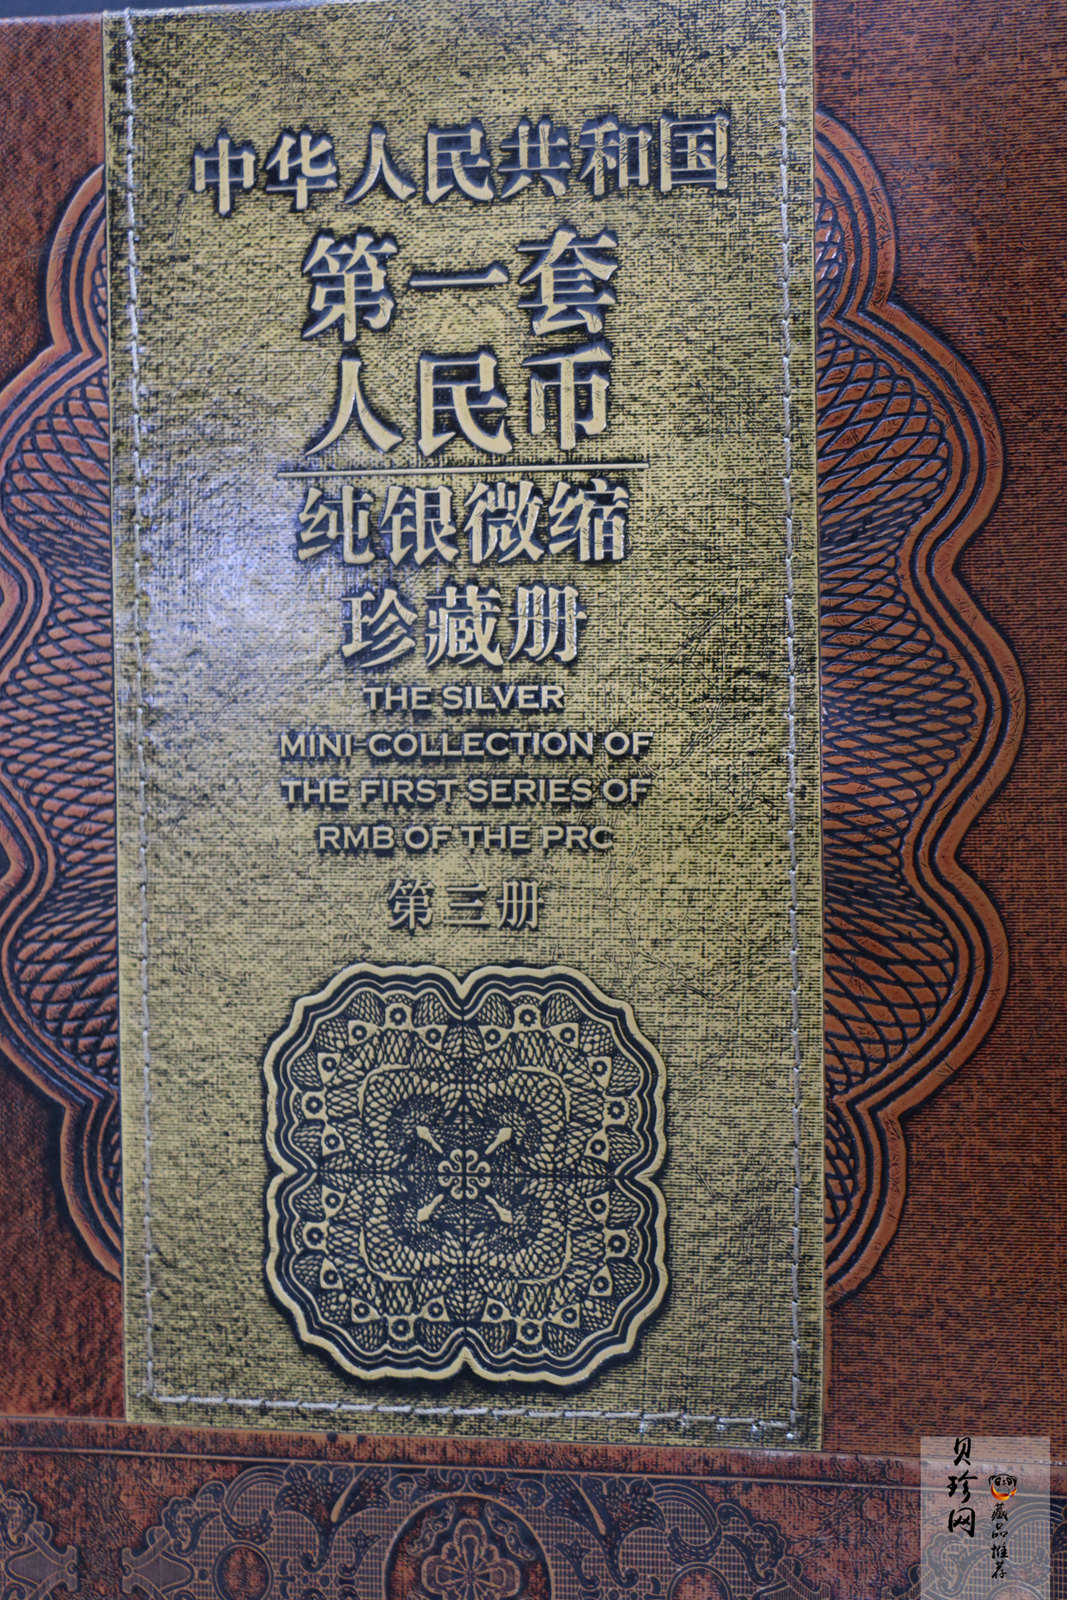 中华人民共和国
第一套
人民币
纯银微缩
珍藏册
THE SILVER
MINI-COLLECTION OF
THE FIRST SERIES OF
RMB OF THE PRC
第三册
贝珍网
藏品推荐